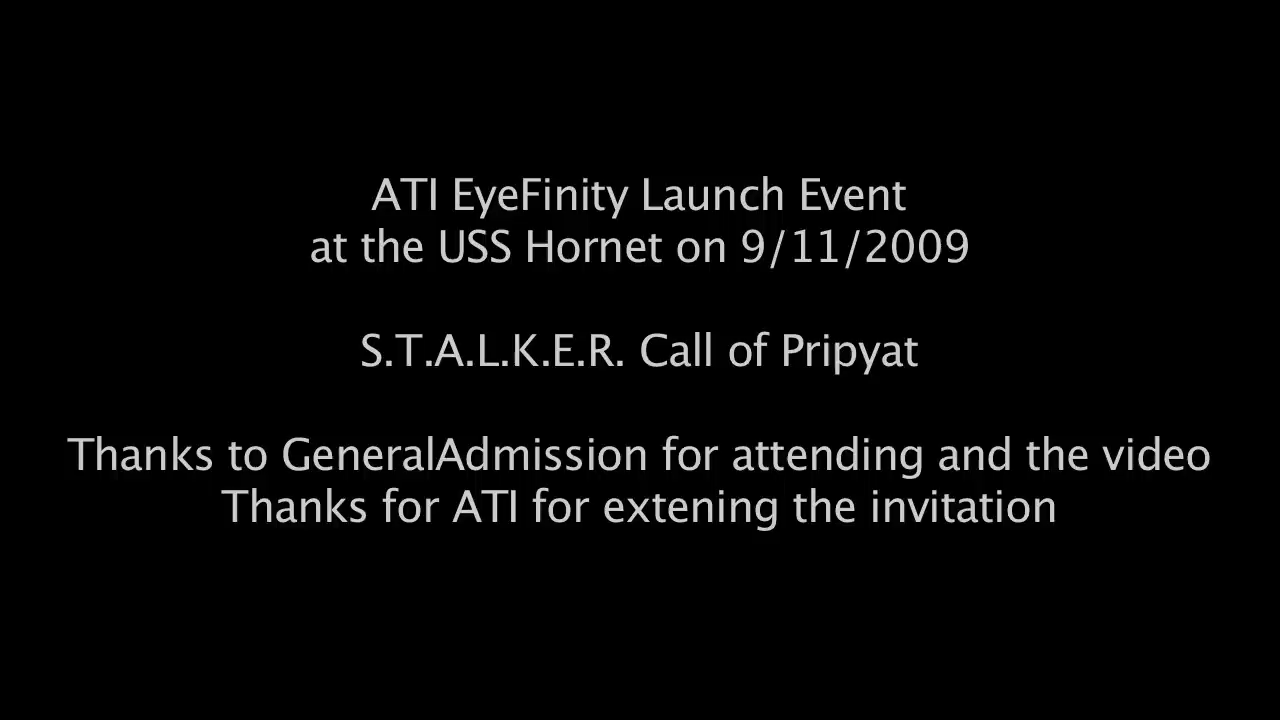 ATI EyeFinity Launch Event
at the USS Hornet on 9/11/2009
S.T.A.L.K.E.R. Call of Pripyat
Thanks to GeneralAdmission for attending and the video
Thanks for ATI for extening the invitation